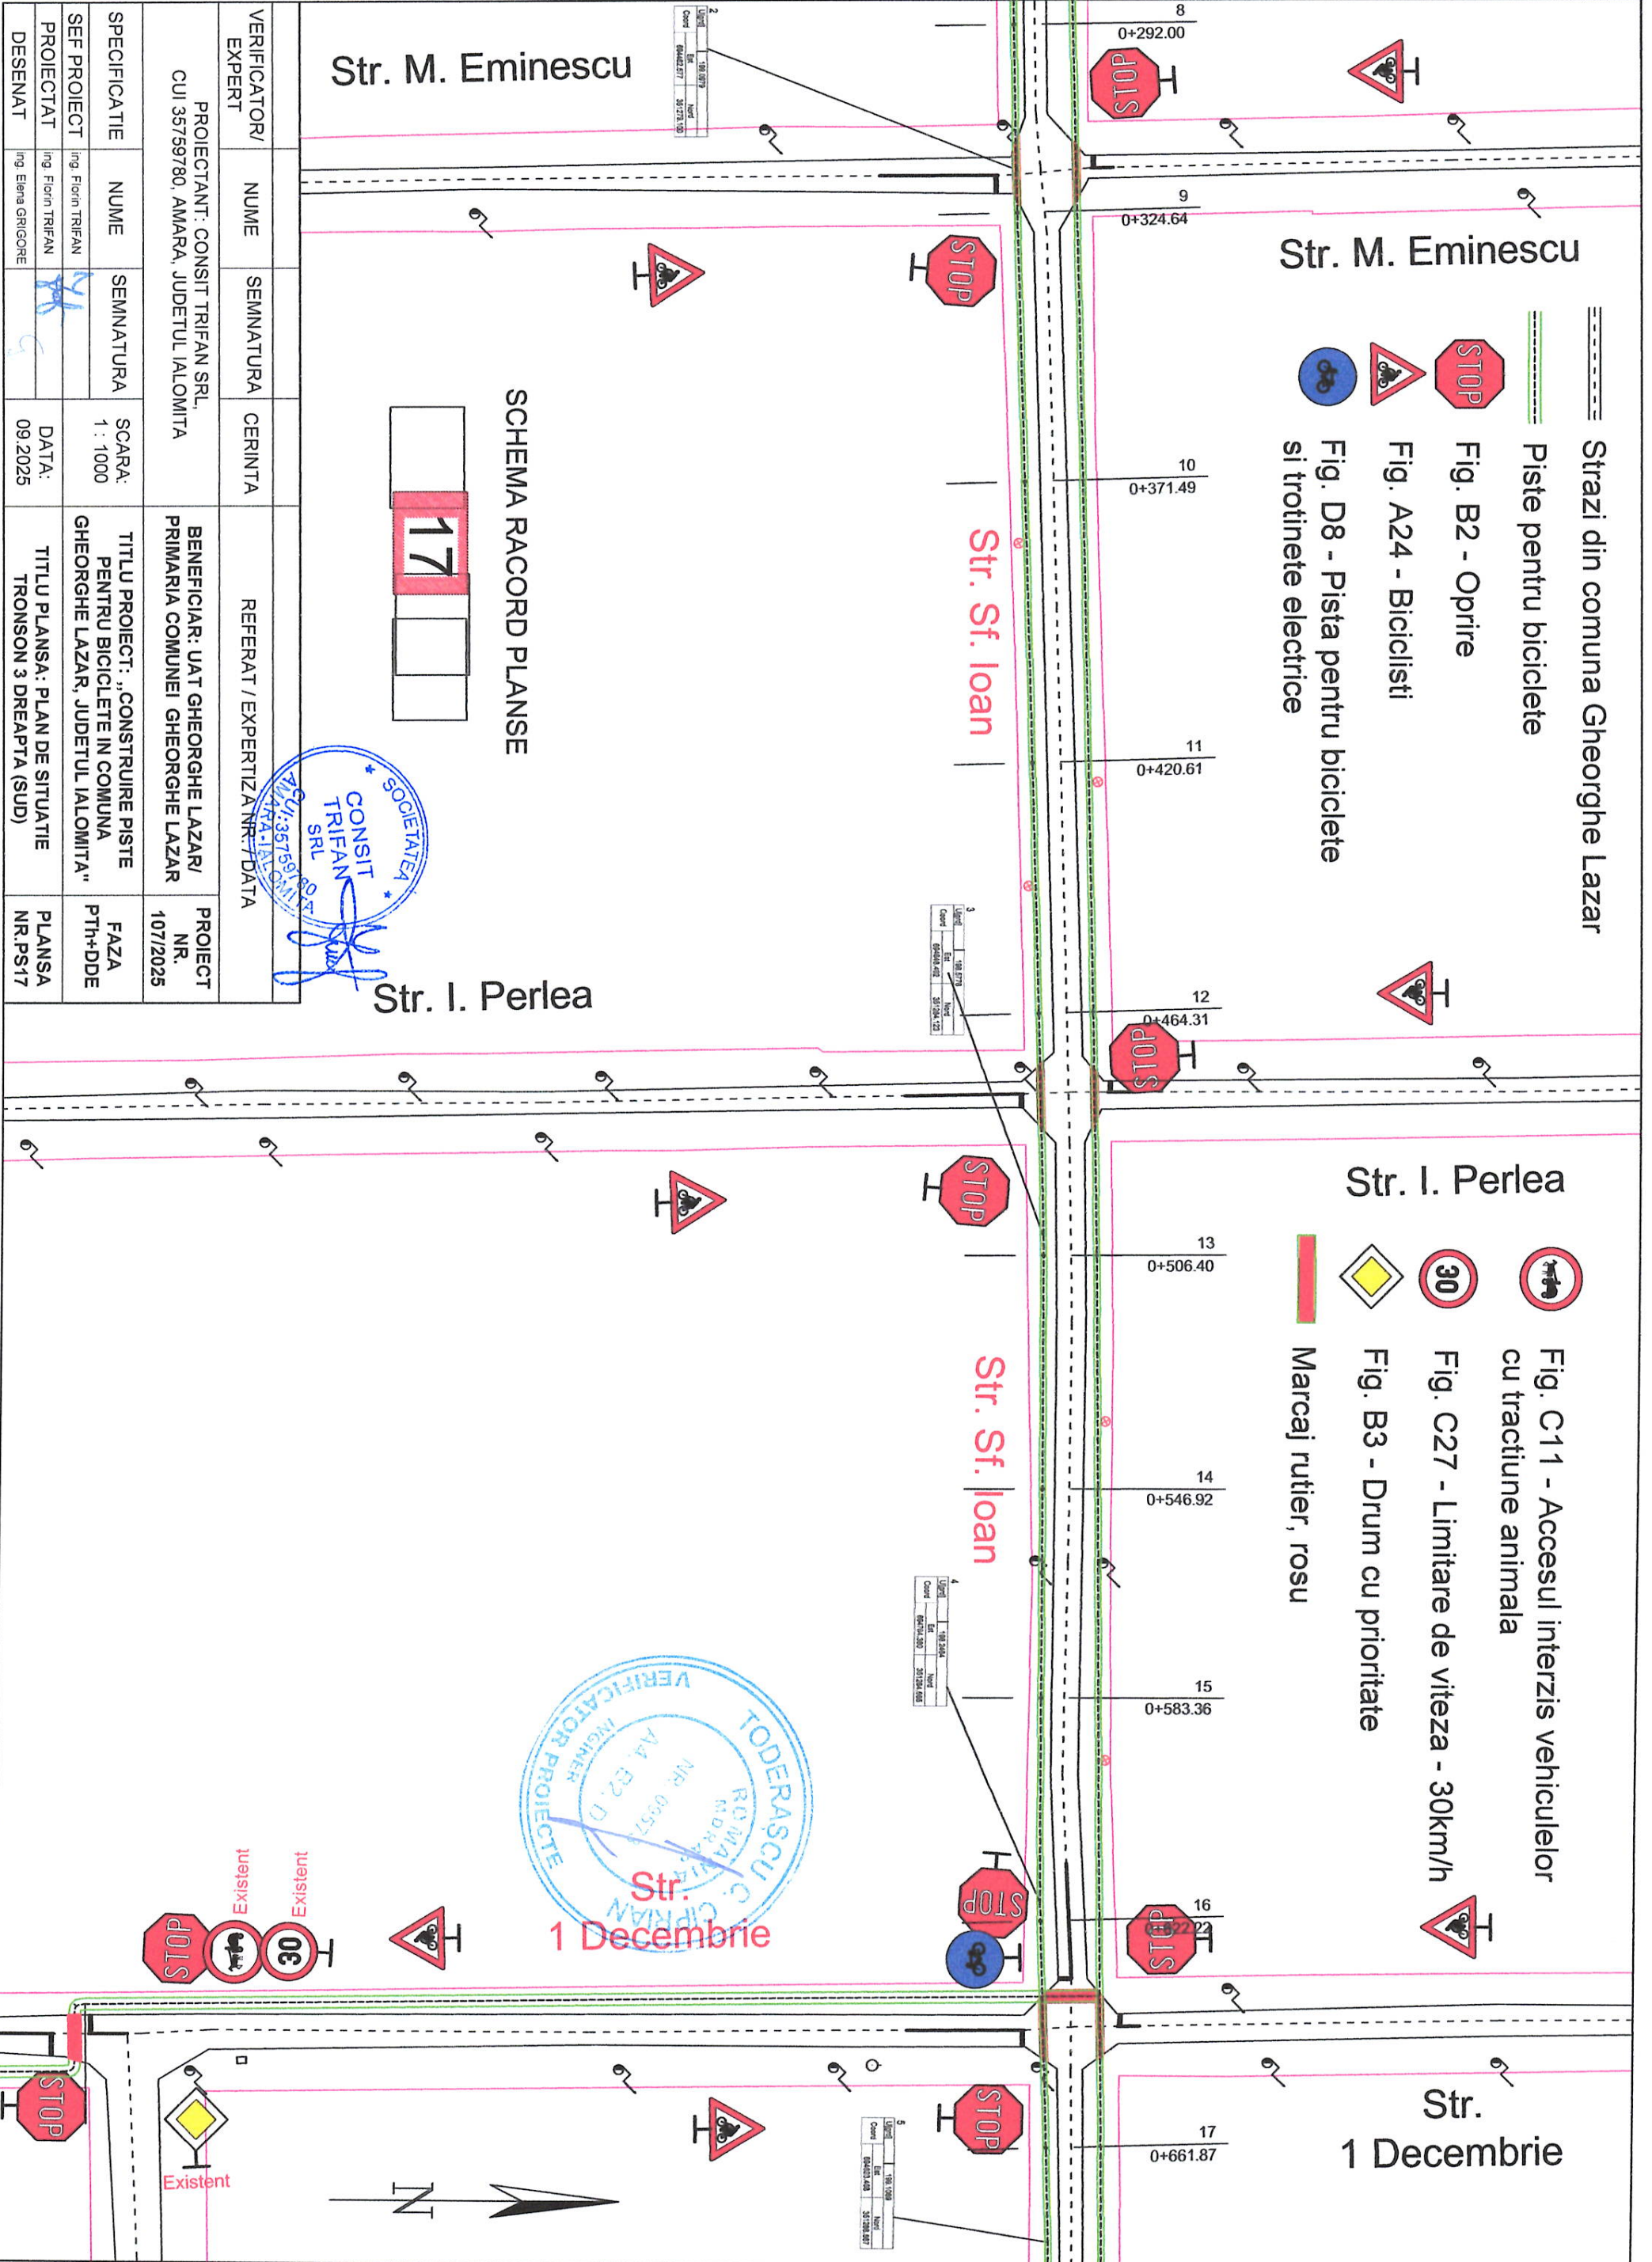 Strazi din comuna Gheorghe Lazar
Piste pentru biciclete
STOP
Fig. B2 - Oprire
Fig. A24 - Biciclisti
Fig. D8 - Pista pentru biciclete
si trotinete electrice
Fig. C11 - Accesul interzis vehiculelor
cu tractiune animala
30
Fig. C27 - Limitare de viteza - 30km/h
Fig. B3 - Drum cu prioritate
Marcaj rutier, rosu
Str. M. Eminescu
Str. M. Eminescu
Str. I. Perlea
Str. I. Perlea
Str.
1 Decembrie
Str.
1 Decembrie
Str. Sf. Ioan
Str. Sf. Ioan
8
0+292.00
9
0+324.64
10
0+371.49
11
0+420.61
12
0+464.31
13
0+506.40
14
0+546.92
15
0+583.36
16
17
0+661.87
STOP
STOP
STOP
STOP
STOP
STOP
STOP
STOP
STOP
30
Existent
Existent
Existent
N
SCHEMA RACORD PLANSE
17
VERIFICATOR/
EXPERT
NUME
SEMNATURA
CERINTA
REFERAT / EXPERTIZA NR. / DATA
PROIECTANT: CONSIT TRIFAN SRL,
CUI 35759780, AMARA, JUDETUL IALOMITA
BENEFICIAR: UAT GHEORGHE LAZAR/
PRIMARIA COMUNEI GHEORGHE LAZAR
PROIECT
NR.
107/2025
SPECIFICATIE
NUME
SEMNATURA
SCARA:
1 : 1000
TITLU PROIECT: „CONSTRUIRE PISTE
PENTRU BICICLETE IN COMUNA
GHEORGHE LAZAR, JUDETUL IALOMITA"
FAZA
PTh+DDE
SEF PROIECT
ing. Florin TRIFAN
PROIECTAT
ing. Florin TRIFAN
DATA:
09.2025
TITLU PLANSA: PLAN DE SITUATIE
TRONSON 3 DREAPTA (SUD)
PLANSA
NR.PS17
DESENAT
ing. Elena GRIGORE
* SOCIETATEA *
CONSIT
TRIFAN
SRL
CUI:35759780
AMARA-IALOMITA
TODERAȘCU C. CIPRIAN
VERIFICATOR PROIECTE
INGINER
ROMANIA
A4, B2, D